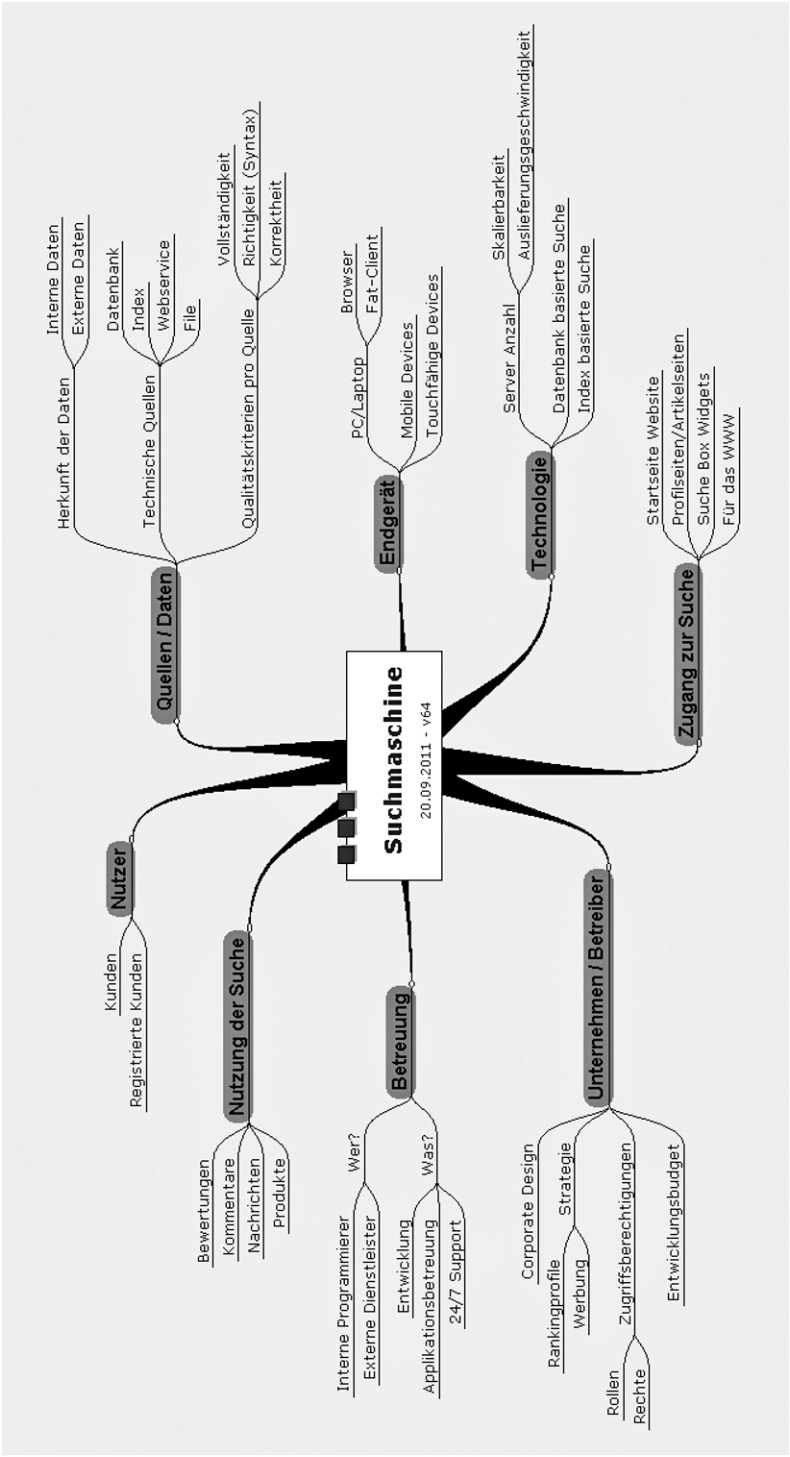 Suchmaschine
20.09.2011 - v64
Quellen / Daten
Herkunft der Daten
Interne Daten
Externe Daten
Technische Quellen
Datenbank
Index
Webservice
File
Qualitätskriterien pro Quelle
Vollständigkeit
Richtigkeit (Syntax)
Korrektheit
Endgerät
PC/Laptop
Browser
Fat-Client
Mobile Devices
Touchfähige Devices
Technologie
Server Anzahl
Skalierbarkeit
Auslieferungsgeschwindigkeit
Datenbank basierte Suche
Index basierte Suche
Zugang zur Suche
Startseite Website
Profilseiten/Artikelseiten
Suche Box Widgets
Für das WWW
Nutzer
Kunden
Registrierte Kunden
Nutzung der Suche
Bewertungen
Kommentare
Nachrichten
Produkte
Betreuung
Wer?
Interne Programmierer
Externe Dienstleister
Was?
Entwicklung
Applikationsbetreuung
24/7 Support
Unternehmen / Betreiber
Corporate Design
Strategie
Rankingprofile
Werbung
Zugriffsberechtigungen
Rollen
Rechte
Entwicklungsbudget